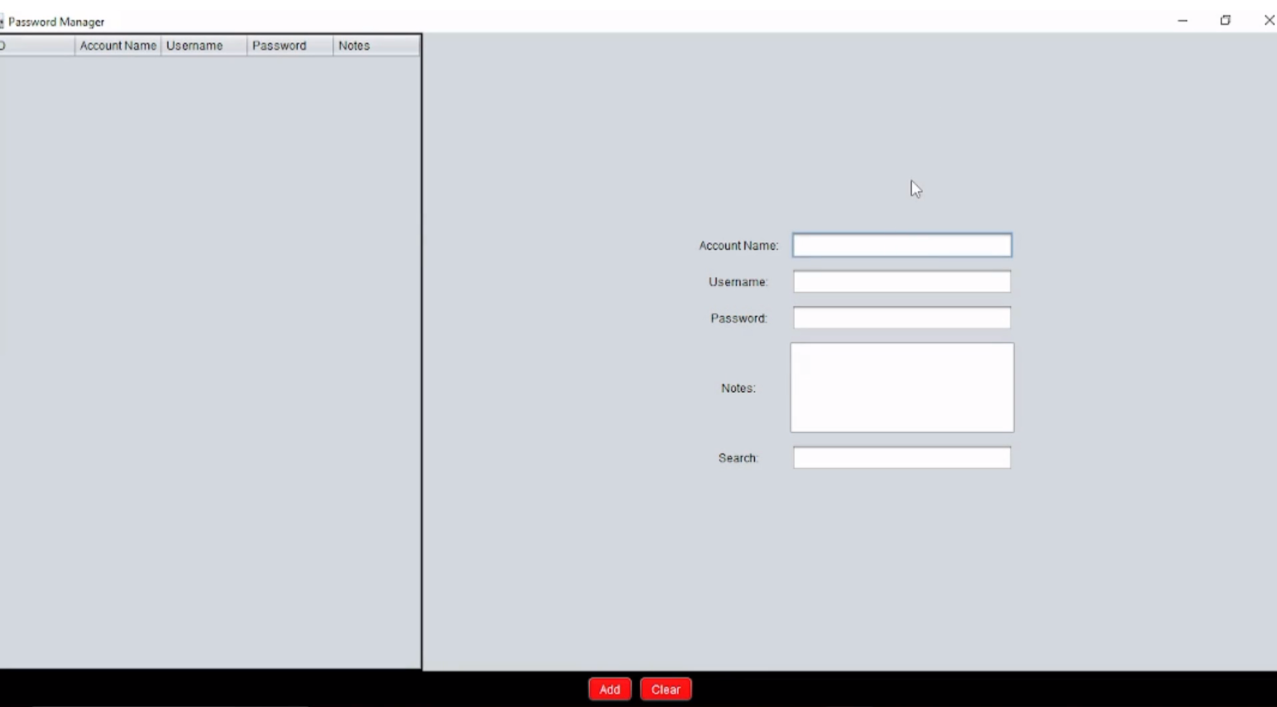 Password Manager
Account Name Username Password Notes
Account Name:
Username:
Password:
Notes:
Search:
Add Clear